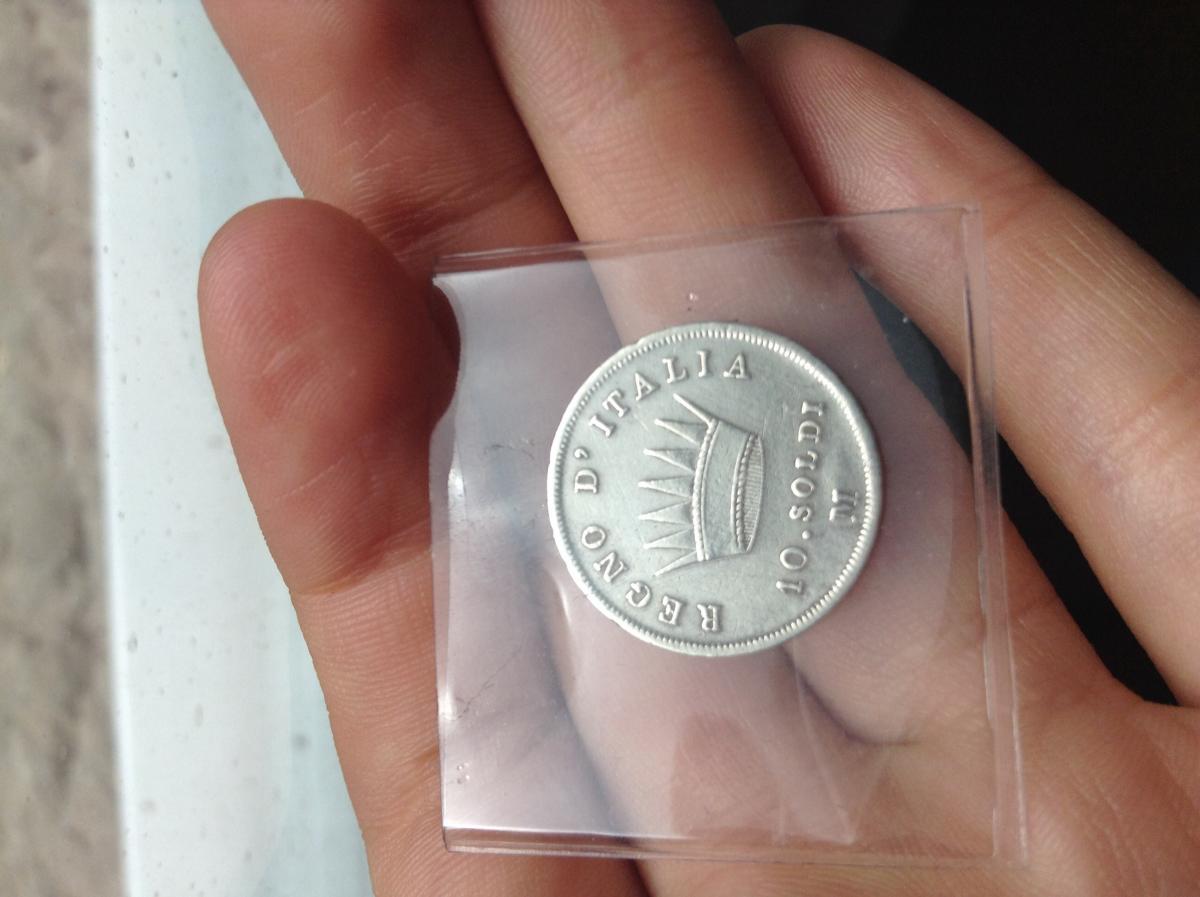 REGNO D' ITALIA
10.SOLDI
M